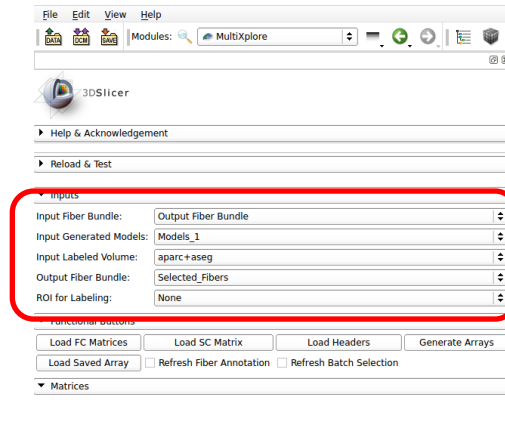 File Edit View Help
DATA DCM SAVE Modules: MultiXplore
3DSlicer
Help & Acknowledgement
Reload & Test
Inputs
Input Fiber Bundle: Output Fiber Bundle
Input Generated Models: Models_1
Input Labeled Volume: aparc+aseg
Output Fiber Bundle: Selected_Fibers
ROI for Labeling: None
Functional Buttons
Load FC Matrices Load SC Matrix Load Headers Generate Arrays
Load Saved Array Refresh Fiber Annotation Refresh Batch Selection
Matrices